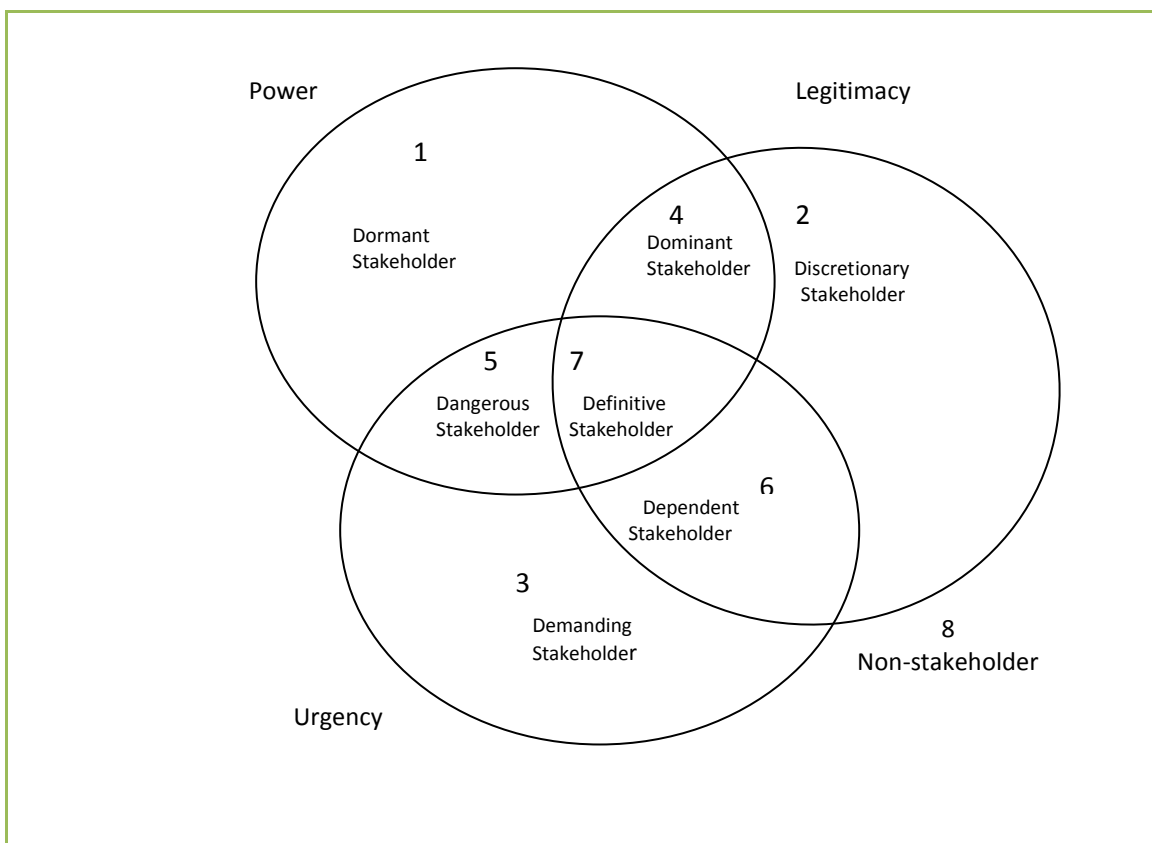 Power
Legitimacy
1
Dormant
Stakeholder
4
Dominant
Stakeholder
2
Discretionary
Stakeholder
5
Dangerous
Stakeholder
7
Definitive
Stakeholder
6
Dependent
Stakeholder
3
Demanding
Stakeholder
8
Non-stakeholder
Urgency